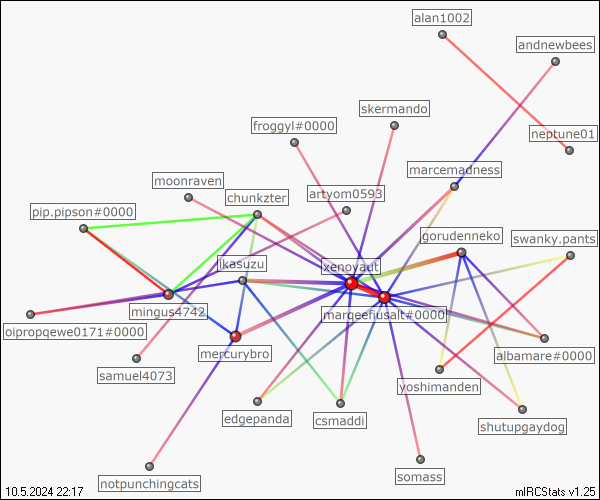 alan1002
andnewbees
skermando
froggyl#0000
neptune01
marcemadness
moonraven
chunkzter
artyom0593
pip.pipson#0000
gorudenneko
swanky.pants
ikasuzu
xenoyaut
mingus4742
marqeefiusalt#0000
oipropqewe0171#0000
mercurybro
albamare#0000
samuel4073
yoshimanden
edgepanda
csmaddi
shutupgaydog
somass
notpunchingcats
10.5.2024 22:17
mIRCStats v1.25